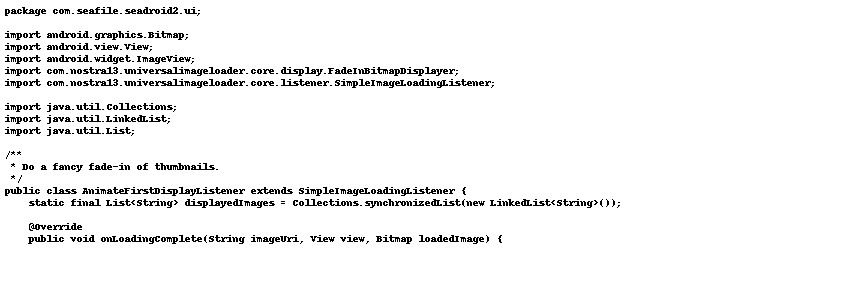 package com.seafile.seadroid2.ui;

import android.graphics.Bitmap;
import android.view.View;
import android.widget.ImageView;
import com.nostra13.universalimageloader.core.display.FadeInBitmapDisplayer;
import com.nostra13.universalimageloader.core.listener.SimpleImageLoadingListener;

import java.util.Collections;
import java.util.LinkedList;
import java.util.List;

/**
 * Do a fancy fade-in of thumbnails.
 */
public class AnimateFirstDisplayListener extends SimpleImageLoadingListener {
    static final List<String> displayedImages = Collections.synchronizedList(new LinkedList<String>());

    @Override
    public void onLoadingComplete(String imageUri, View view, Bitmap loadedImage) {